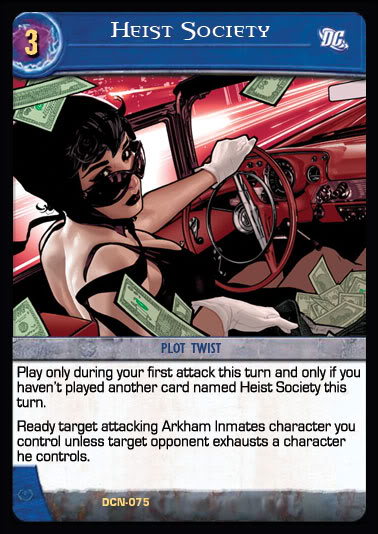 3
Heist Society
DC
PLOT TWIST
Play only during your first attack this turn and only if
you haven't played another card named Heist Society this
turn.
Ready target attacking Arkham Inmates character you
control unless target opponent exhausts a character
he controls.
DCN-075